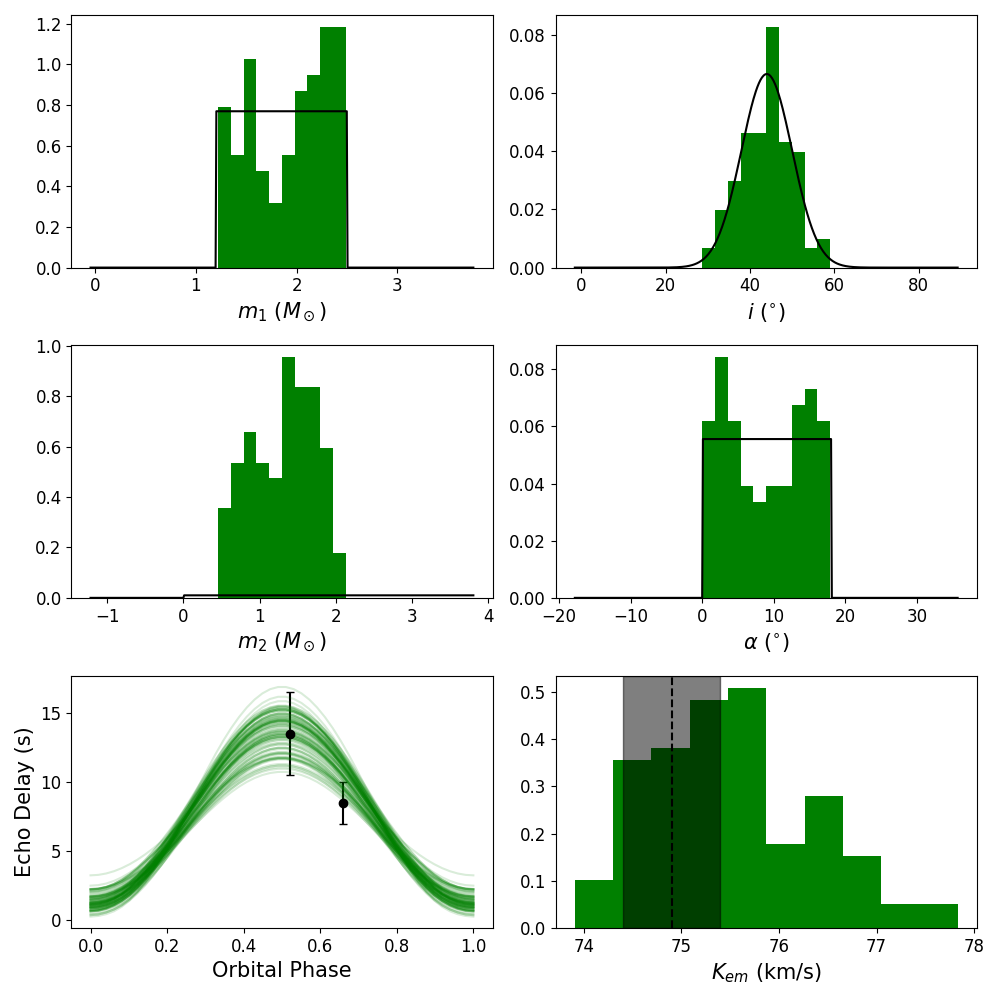 1.2
1.0
0.8
0.6
0.4
0.2
0.0
0 1 2 3
m₁ (M⊙)
0.08
0.06
0.04
0.02
0.00
0 20 40 60 80
i (°)
1.0
0.8
0.6
0.4
0.2
0.0
−1 0 1 2 3 4
m₂ (M⊙)
0.08
0.06
0.04
0.02
0.00
−20 −10 0 10 20 30
α (°)
Echo Delay (s)
15
10
5
0
0.0 0.2 0.4 0.6 0.8 1.0
Orbital Phase
0.5
0.4
0.3
0.2
0.1
0.0
74 75 76 77 78
Kem (km/s)